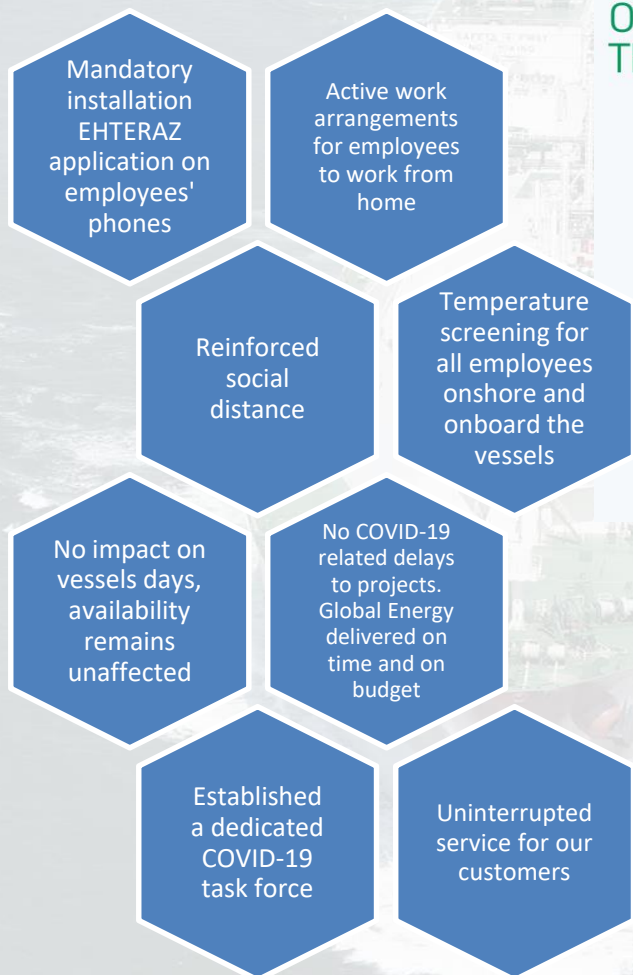 Mandatory
installation
EHTERAZ
application on
employees'
phones
Active work
arrangements
for employees
to work from
home
Reinforced
social
distance
Temperature
screening for
all employees
onshore and
onboard the
vessels
No impact on
vessels days,
availability
remains
unaffected
No COVID-19
related delays
to projects.
Global Energy
delivered on
time and on
budget
Established
a dedicated
COVID-19
task force
Uninterrupted
service for our
customers